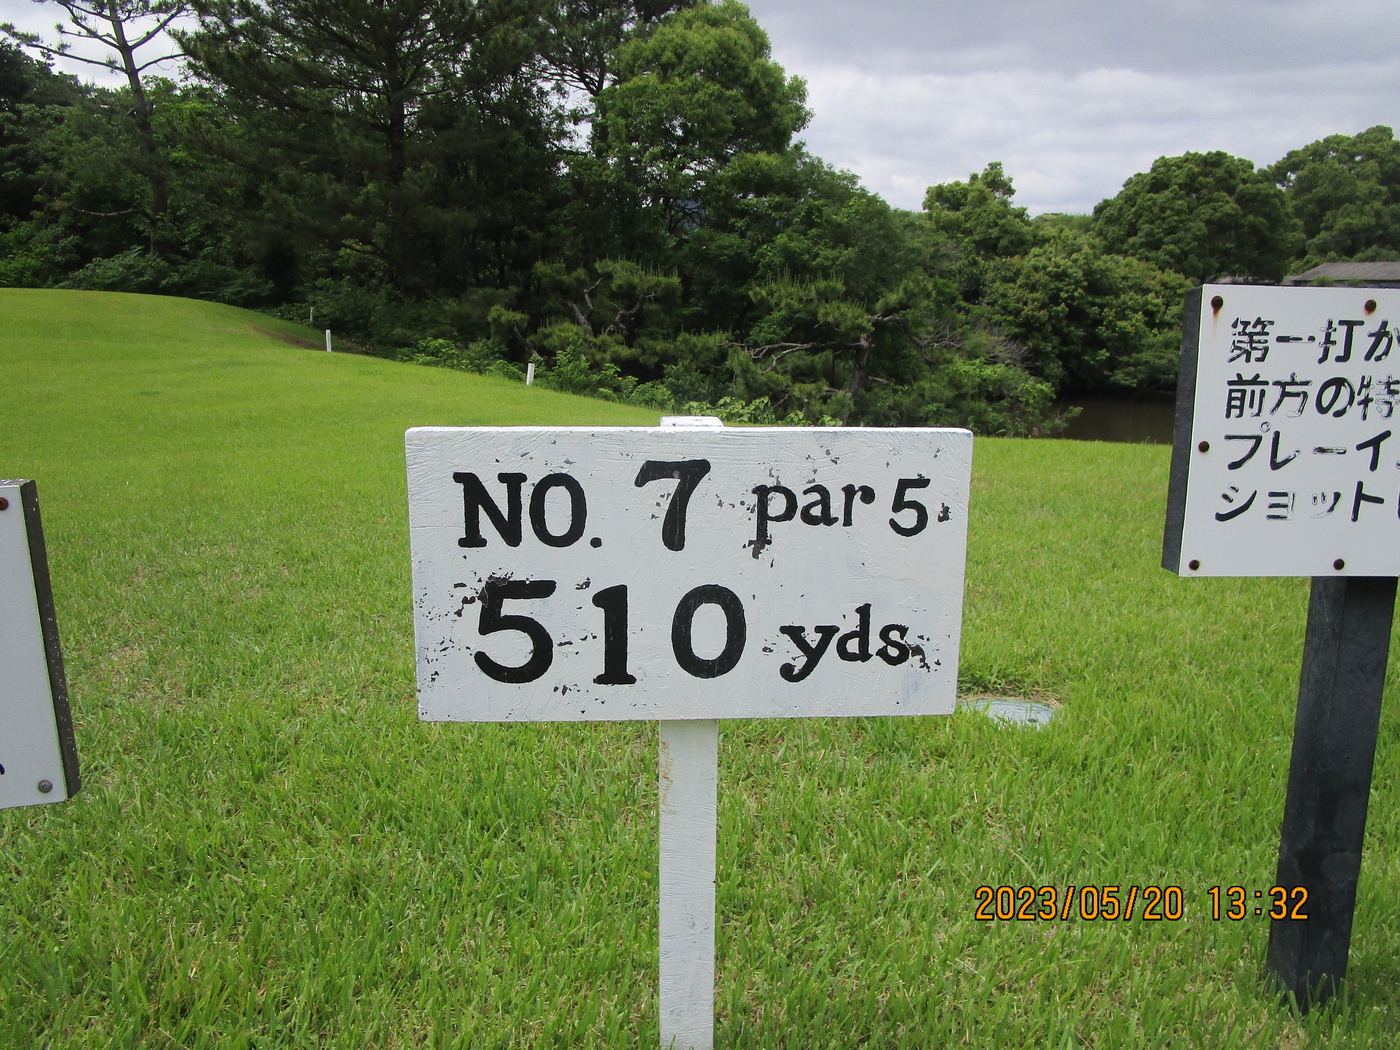 NO. 7 par 5
510 yds
第一打が
前方の特
プレーイ
ショット
2023/05/20 13:32